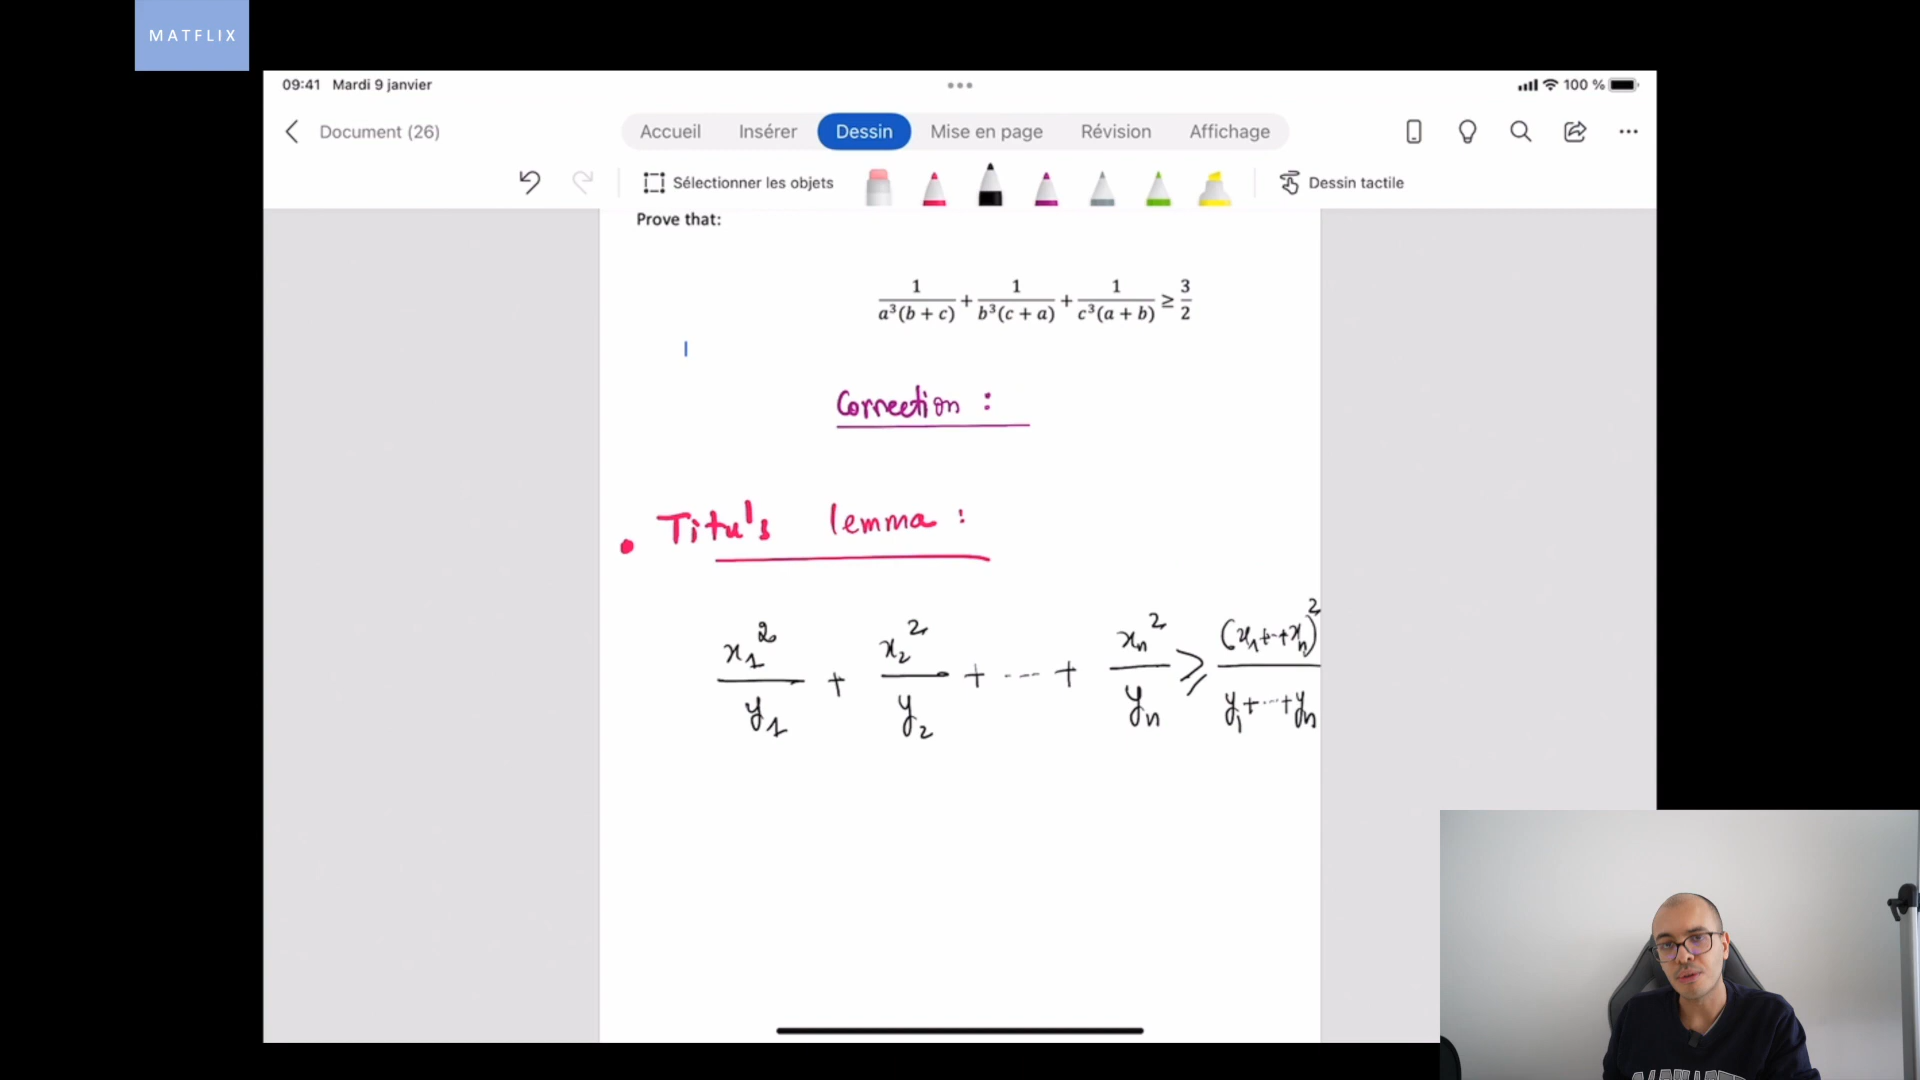 MATFLIX
09:41 Mardi 9 janvier
100 %
Document (26)
Accueil Insérer Dessin Mise en page Révision Affichage
Sélectionner les objets
Dessin tactile
Prove that:
1/(a³(b + c)) + 1/(b³(c + a)) + 1/(c³(a + b)) ≥ 3/2
Correction :
• Titu's lemma :
x₁²/y₁ + x₂²/y₂ + ---- + xₙ²/yₙ ⩾ (x₁+··+xₙ)²/(y₁+···+yₙ)